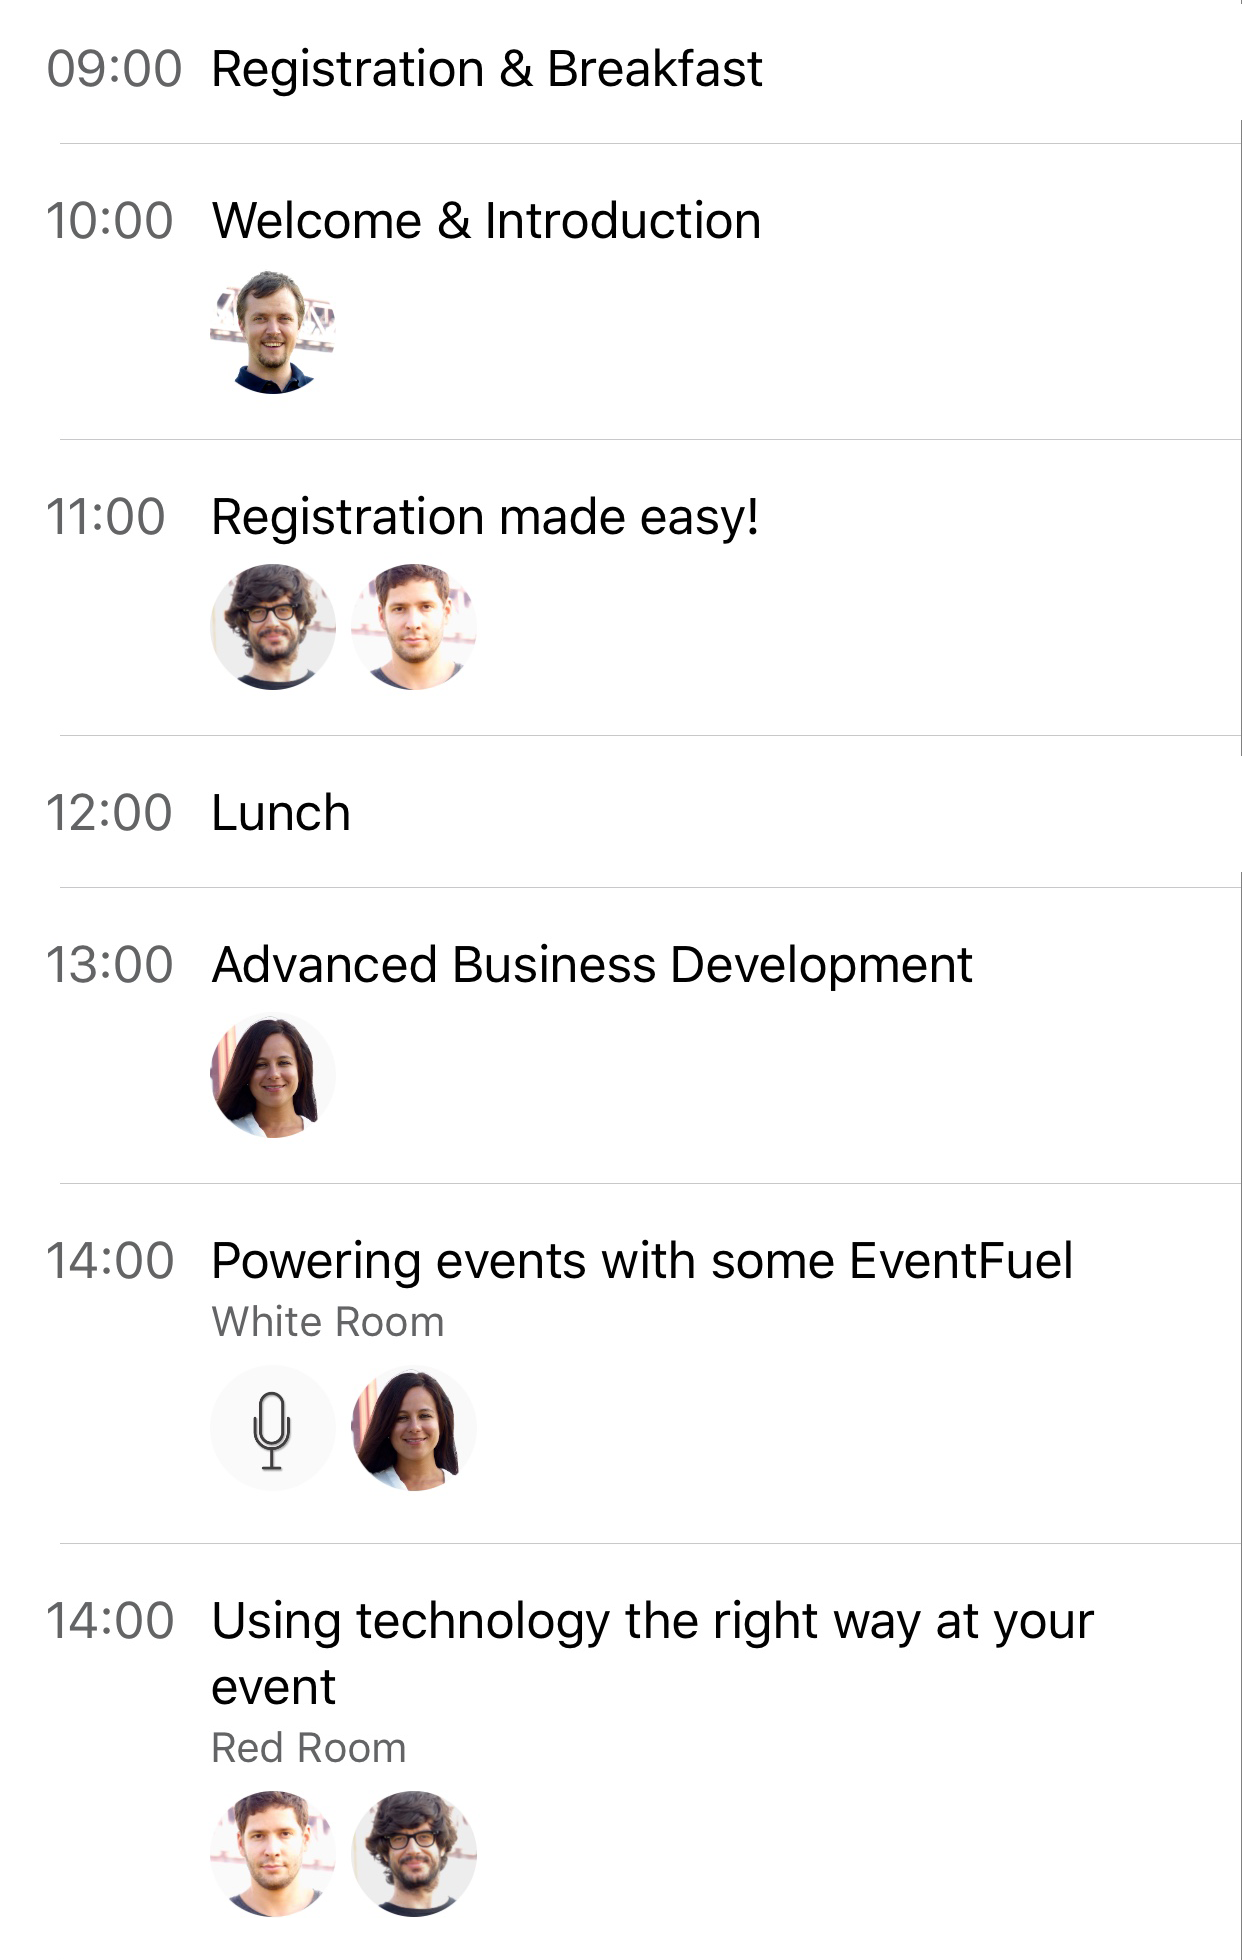 09:00 Registration & Breakfast
10:00 Welcome & Introduction
11:00 Registration made easy!
12:00 Lunch
13:00 Advanced Business Development
14:00 Powering events with some EventFuel
White Room
14:00 Using technology the right way at your
event
Red Room